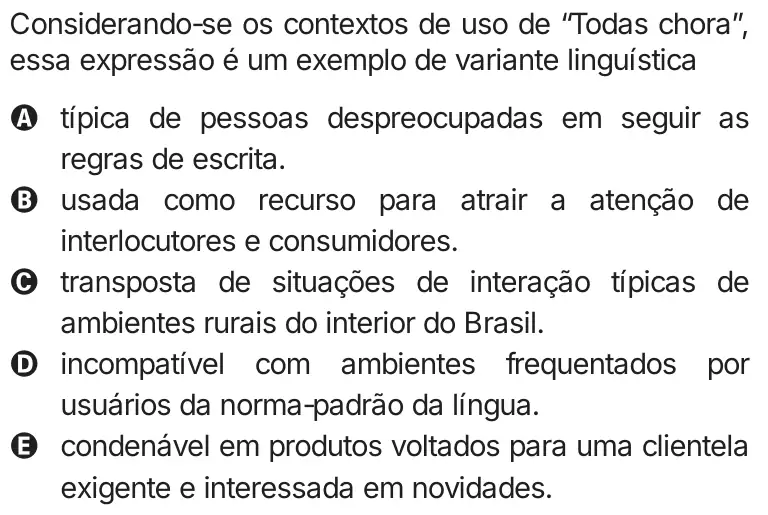 Considerando-se os contextos de uso de “Todas chora”,
essa expressão é um exemplo de variante linguística
A típica de pessoas despreocupadas em seguir as
regras de escrita.
B usada como recurso para atrair a atenção de
interlocutores e consumidores.
C transposta de situações de interação típicas de
ambientes rurais do interior do Brasil.
D incompatível com ambientes frequentados por
usuários da norma-padrão da língua.
E condenável em produtos voltados para uma clientela
exigente e interessada em novidades.